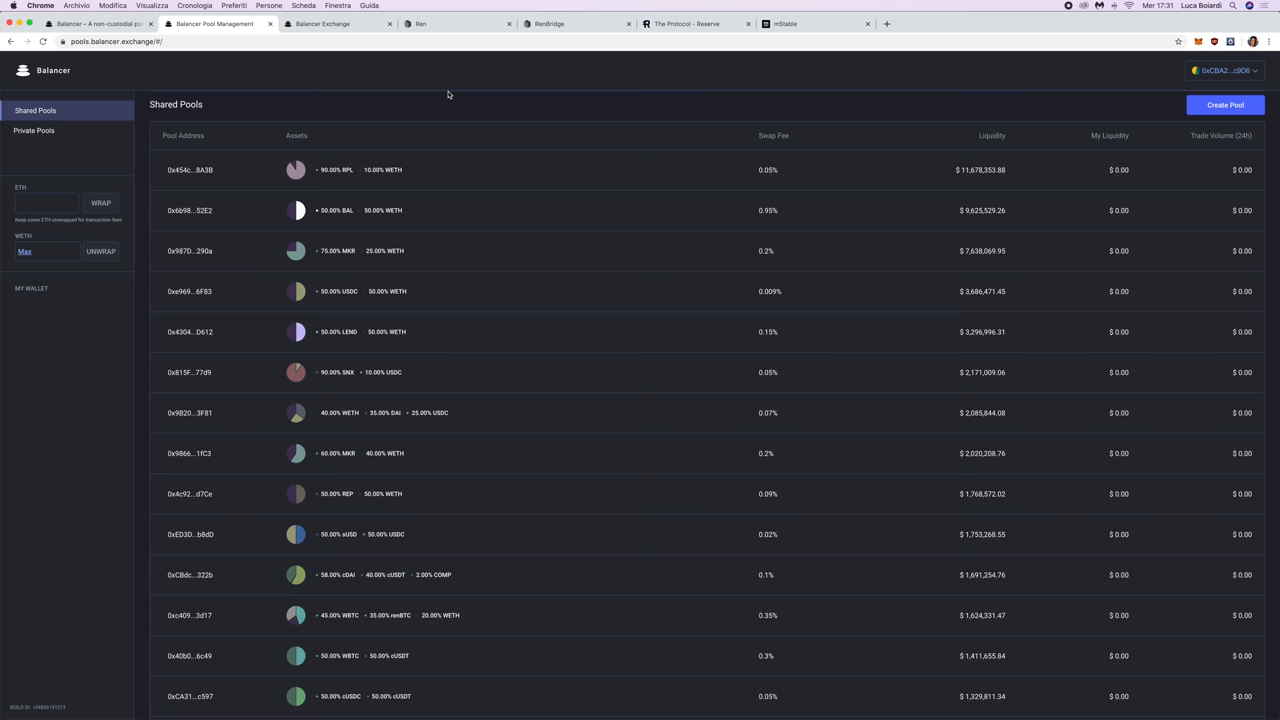 Chrome Archivio Modifica Visualizza Cronologia Preferiti Persone Scheda Finestra Guida Mer 17:31 Luca Boiardi
Balancer – A non-custodial po Balancer Pool Management Balancer Exchange Ren RenBridge The Protocol - Reserve mStable
pools.balancer.exchange/#/
Balancer 0xCBA2...c9D6
Shared Pools
Private Pools
ETH
WRAP
Keep some ETH unwrapped for transaction fees
WETH
Max UNWRAP
MY WALLET
BUILD ID: cf4856191213
Shared Pools Create Pool
Pool Address Assets Swap Fee Liquidity My Liquidity Trade Volume (24h)
0x454c...8A3B 90.00% RPL 10.00% WETH 0.05% $ 11,678,353.88 $ 0.00 $ 0.00
0x6b98...52E2 50.00% BAL 50.00% WETH 0.95% $ 9,625,529.26 $ 0.00 $ 0.00
0x987D...290a 75.00% MKR 25.00% WETH 0.2% $ 7,638,069.95 $ 0.00 $ 0.00
0xe969...6F83 50.00% USDC 50.00% WETH 0.009% $ 3,686,471.45 $ 0.00 $ 0.00
0x4304...D612 50.00% LEND 50.00% WETH 0.15% $ 3,296,996.31 $ 0.00 $ 0.00
0x815F...77d9 90.00% SNX 10.00% USDC 0.05% $ 2,171,009.06 $ 0.00 $ 0.00
0x9B20...3F81 40.00% WETH 35.00% DAI 25.00% USDC 0.07% $ 2,085,844.08 $ 0.00 $ 0.00
0x9866...1fC3 60.00% MKR 40.00% WETH 0.2% $ 2,020,208.76 $ 0.00 $ 0.00
0x4c92...d7Ce 50.00% REP 50.00% WETH 0.09% $ 1,768,572.02 $ 0.00 $ 0.00
0xED3D...b8dD 50.00% sUSD 50.00% USDC 0.02% $ 1,753,268.55 $ 0.00 $ 0.00
0xCBdc...322b 58.00% cDAI 40.00% cUSDT 2.00% COMP 0.1% $ 1,691,254.76 $ 0.00 $ 0.00
0xc409...3d17 45.00% WBTC 35.00% renBTC 20.00% WETH 0.35% $ 1,624,331.47 $ 0.00 $ 0.00
0x40b0...6c49 50.00% WBTC 50.00% cUSDT 0.3% $ 1,411,655.84 $ 0.00 $ 0.00
0xCA31...c597 50.00% cUSDC 50.00% cUSDT 0.05% $ 1,329,811.34 $ 0.00 $ 0.00